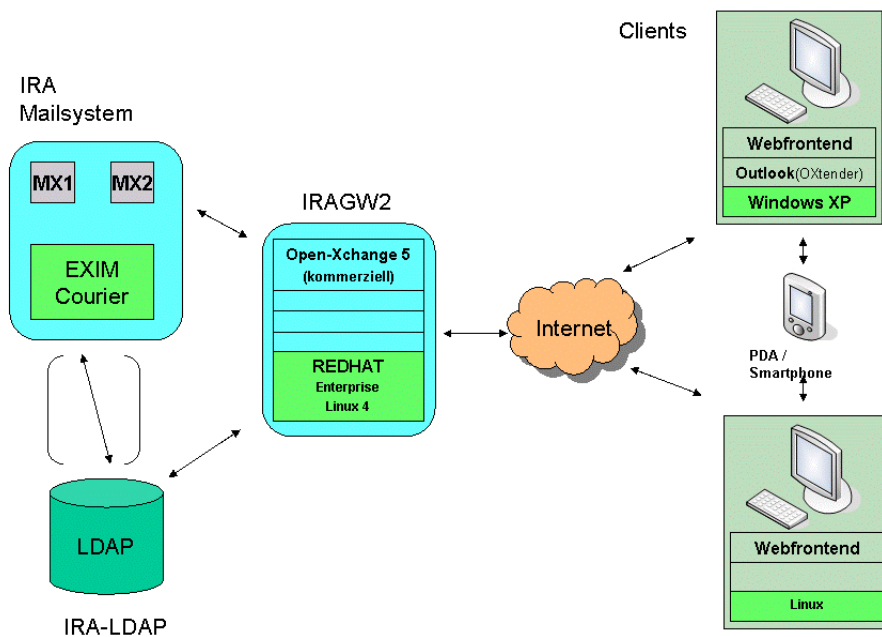 IRA
Mailsystem
MX1
MX2
EXIM
Courier
LDAP
IRA-LDAP
IRAGW2
Open-Xchange 5
(kommerziell)
REDHAT
Enterprise
Linux 4
Internet
Clients
Webfrontend
Outlook(OXtender)
Windows XP
PDA /
Smartphone
Webfrontend
Linux